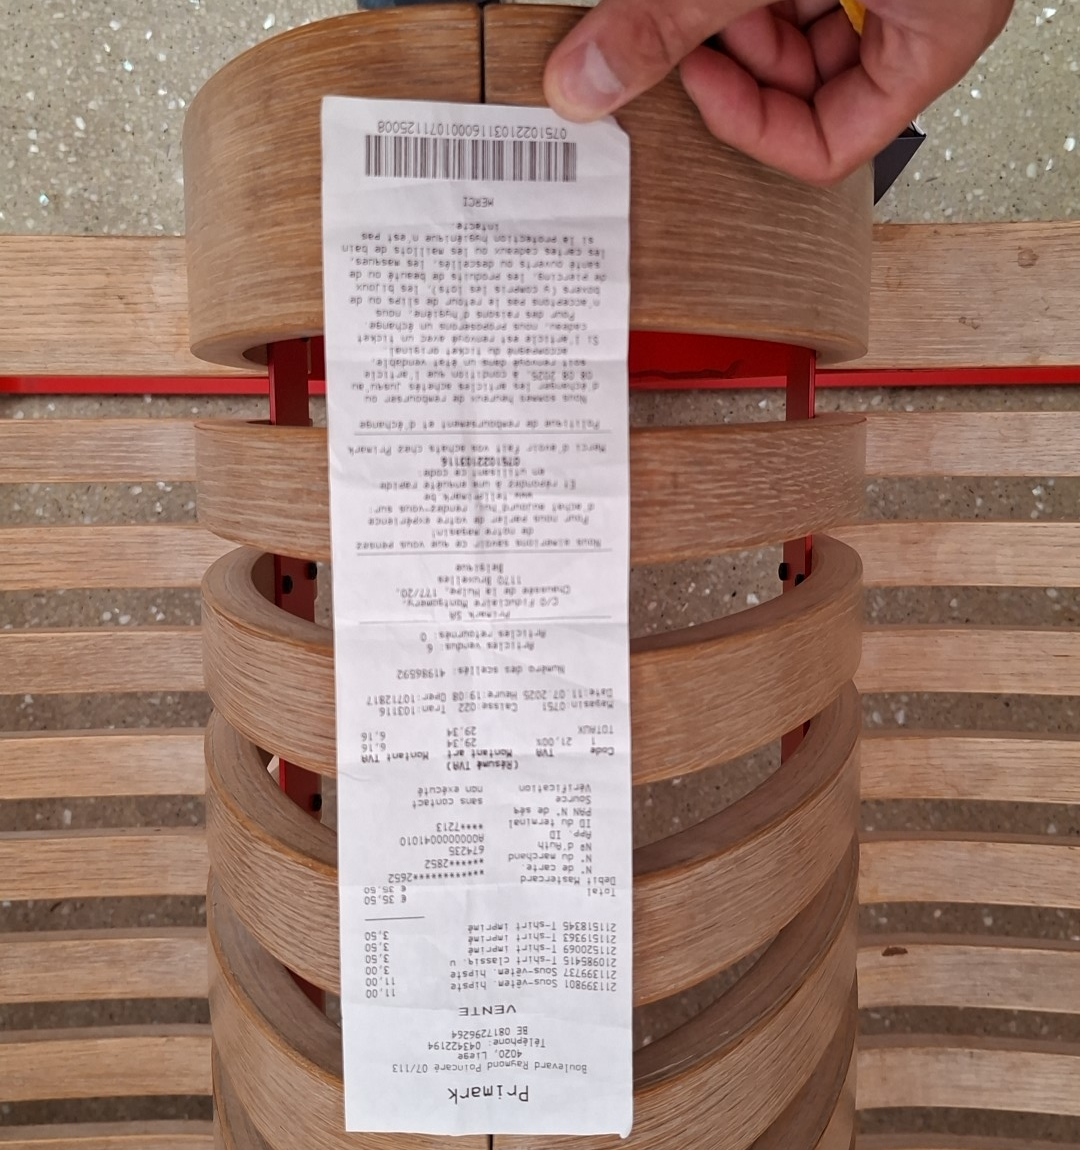 Primark
Boulevard Raymond Poincaré 07/113
4020, Liege
Téléphone: 043422194
BE 0817296264
VENTE
211399801 Sous-vêtem. hipste 11,00
211399737 Sous-vêtem. hipste 11,00
210985415 T-shirt classiq. u 3,00
211520069 T-shirt imprimé 3,50
211519363 T-shirt imprimé 3,50
211518345 T-shirt imprimé 3,50
Total € 35,50
Debit Mastercard € 35,50
N° de carte. ************2652
N° du marchand ******2852
Nº d'Auth 674235
App. ID A0000000041010
ID du terminal ****7213
PAN N° de séq
Source sans contact
Vérification non exécuté
(Résumé TVA)
Code TVA Montant art Montant TVA
1 21,00% 29,34 6,16
TOTAUX 29,34 6,16
Magasin:0751 Caisse:022 Tran:103116
Date:11.07.2025 Heure:19:08 Oper:10712817
Numéro des scellés: 41986592
Articles vendus: 6
Articles retournés: 0
Primark SA
C/O Fiduciaire Montgomery,
Chaussée de la Hulpe, 177/20,
1170 Bruxelles
Belgique
Nous aimerions savoir ce que vous pensez
de notre magasin!
Pour nous parler de votre expérience
d'achat aujourd'hui, rendez-vous sur:
www.tellprimark.be
Et répondez à une enquête rapide
en utilisant ce code:
07510221103116
Merci d'avoir fait vos achats chez Primark
Politique de remboursement et d'échange
Nous sommes heureux de rembourser ou
d'échanger les articles achetés jusqu'au
08.08.2025, à condition que l'article
soit renvoyé dans un état vendable,
accompagné du ticket original.
Si l'article est renvoyé avec un ticket
cadeau, nous proposerons un échange
Pour des raisons d'hygiène, nous
n'acceptons pas le retour de slips ou de
boxers (y compris les lots), les bijoux
de piercing, les produits de beauté ou de
santé ouverts ou descellés, les masques,
les cartes cadeaux ou les maillots de bain
si la protection hygiénique n'est pas
intacte.
MERCI
07510221031160001071125008